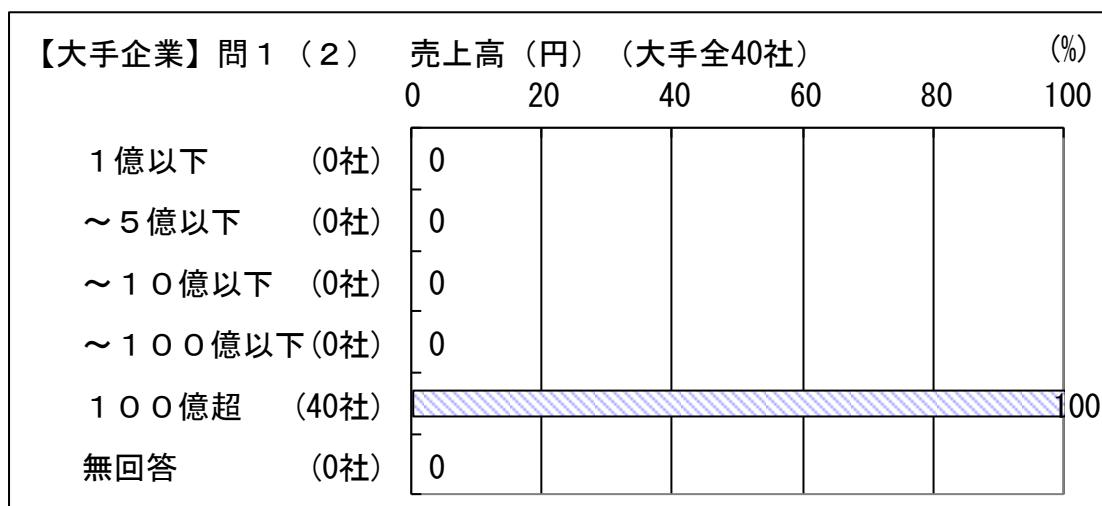 【大手企業】問１（２）　売上高（円）（大手全40社）　(%)
0 20 40 60 80 100
１億以下　(0社) 0
～５億以下　(0社) 0
～１０億以下　(0社) 0
～１００億以下(0社) 0
１００億超　(40社) 100
無回答　(0社) 0